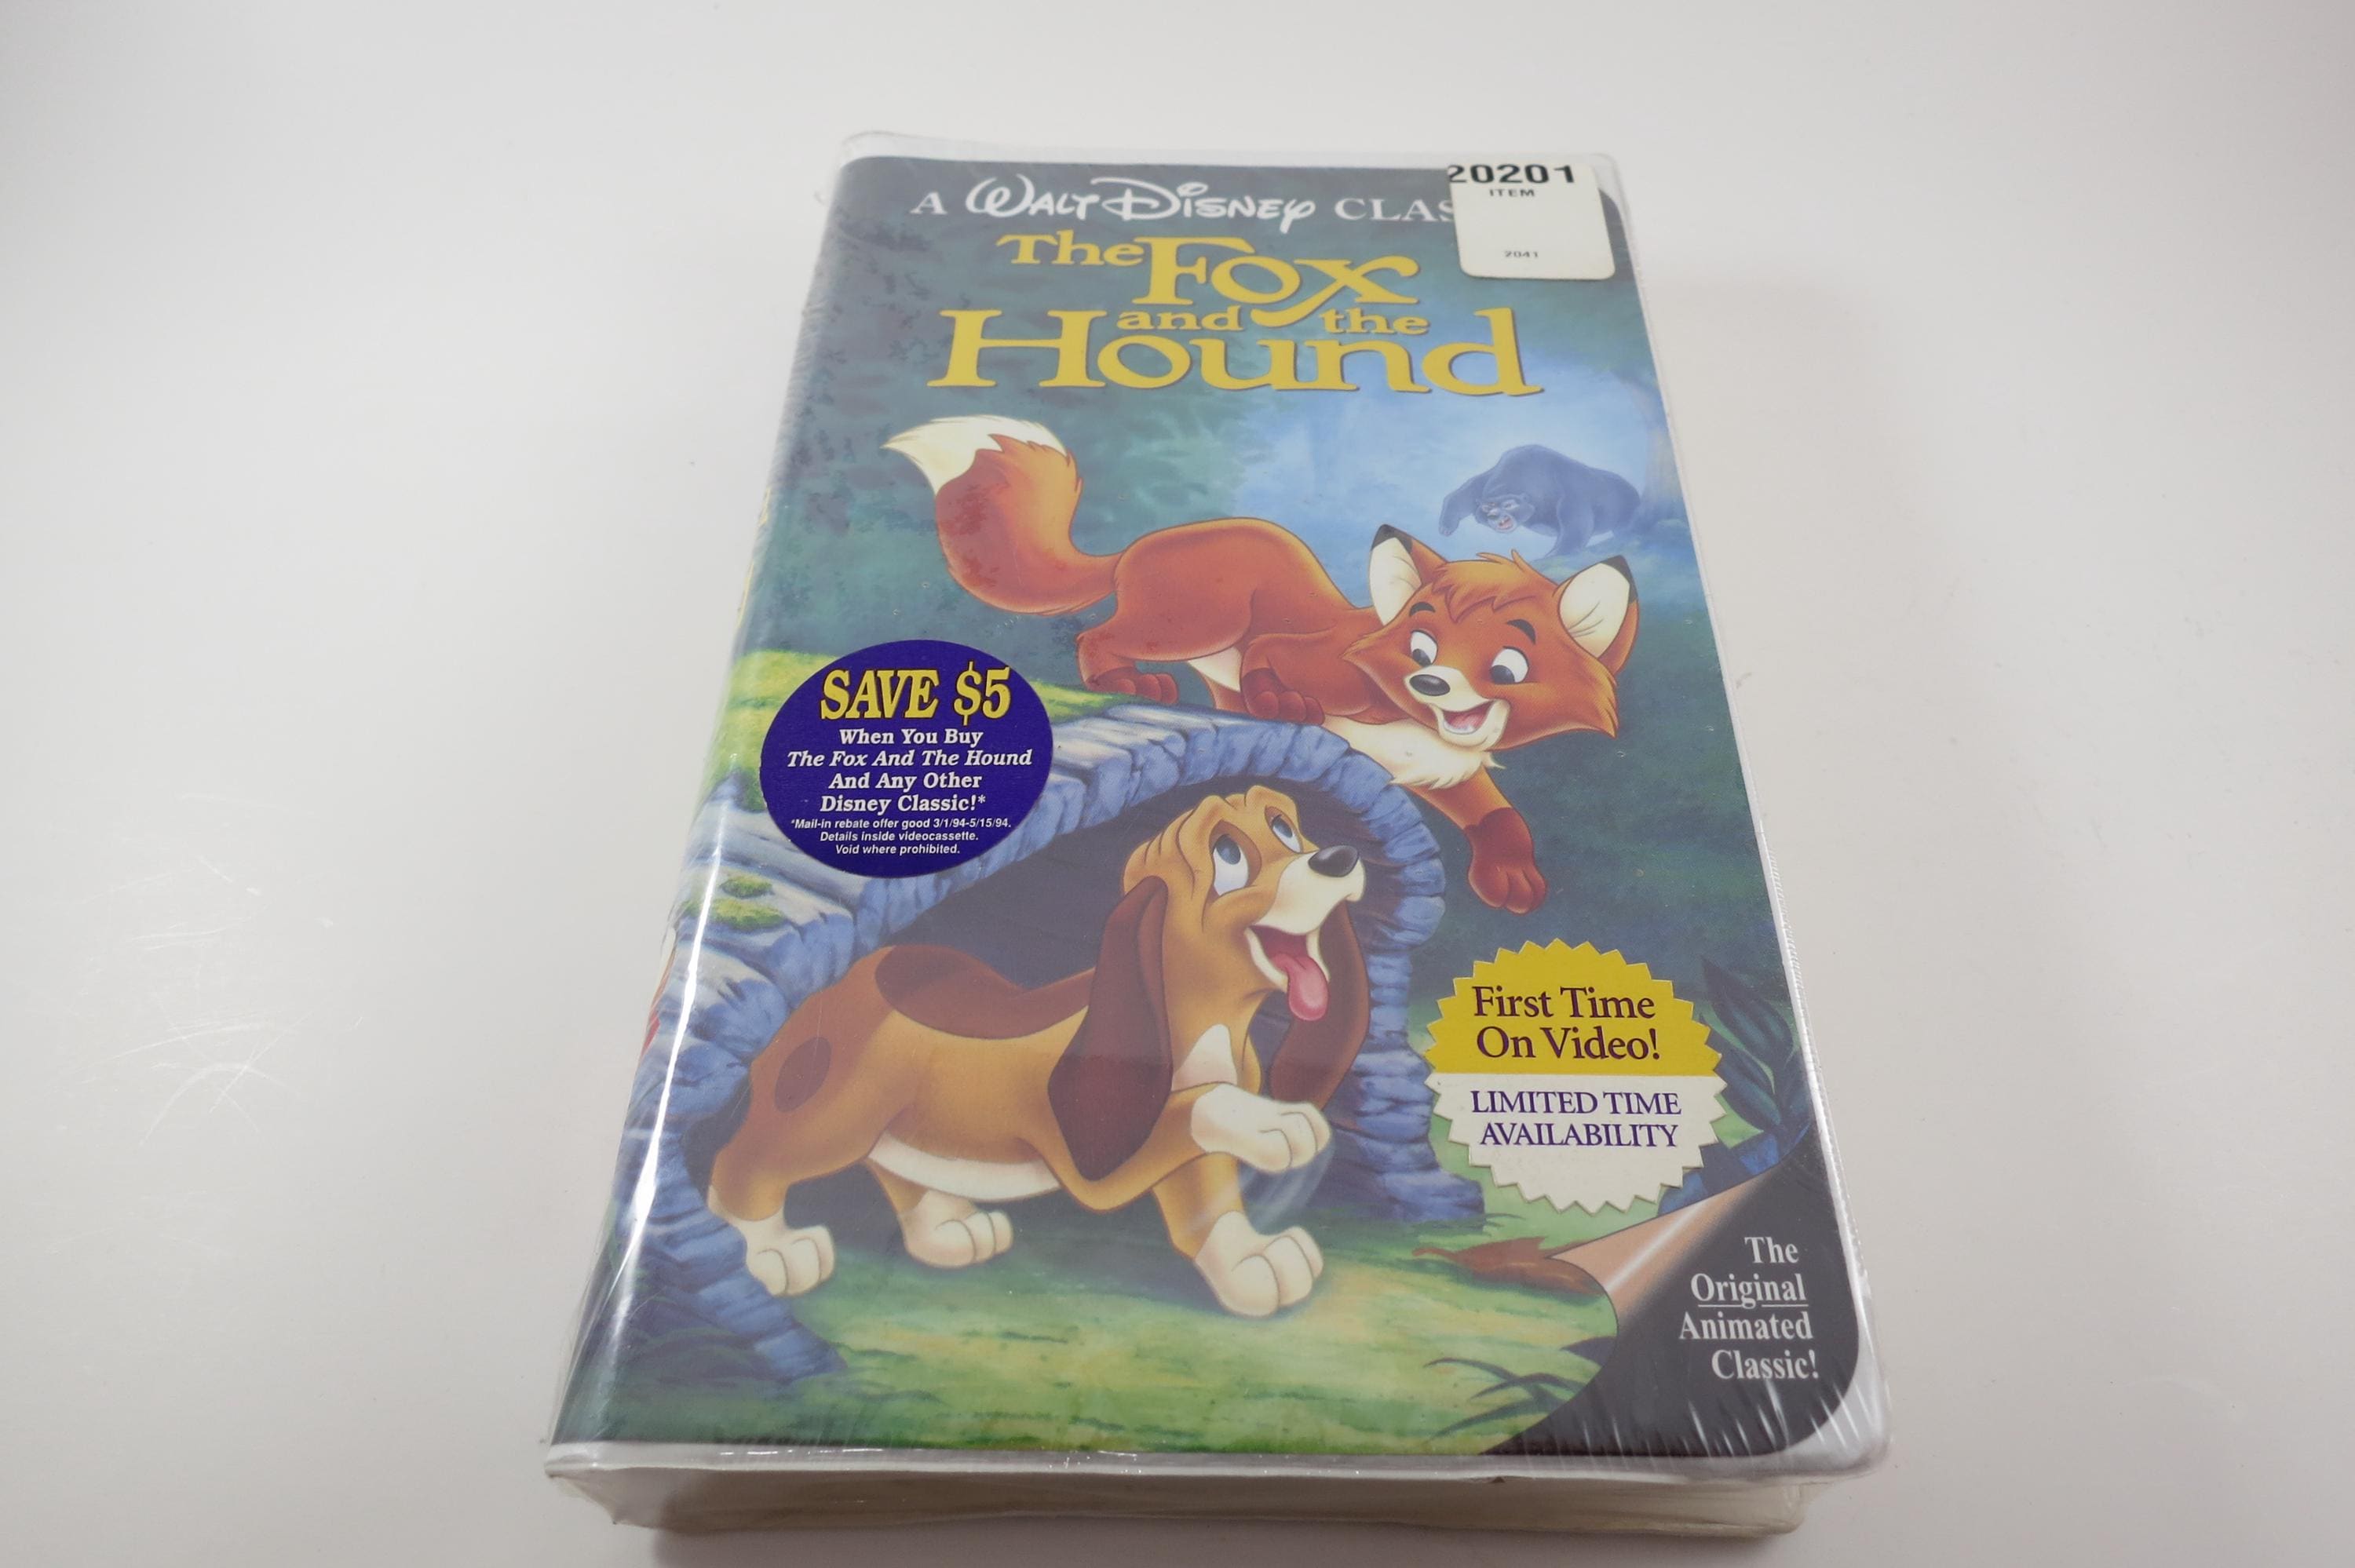 A WALT DISNEY CLAS
20201
ITEM
2041
The Fox
and the
Hound
SAVE $5
When You Buy
The Fox And The Hound
And Any Other
Disney Classic!*
*Mail-in rebate offer good 3/1/94-5/15/94.
Details inside videocassette.
Void where prohibited.
First Time
On Video!
LIMITED TIME
AVAILABILITY
The
Original
Animated
Classic!